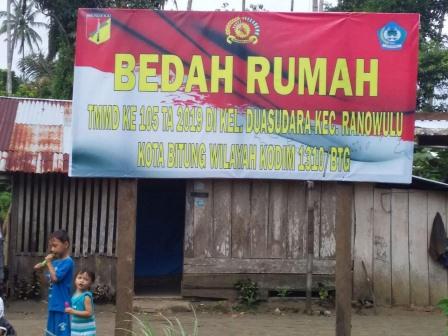 BEDAH RUMAH
TMMD KE 105 TA 2019 DI KEL. DUASUDARA KEC. RANOWULU
KOTA BITUNG WILAYAH KODIM 1310/ BTG